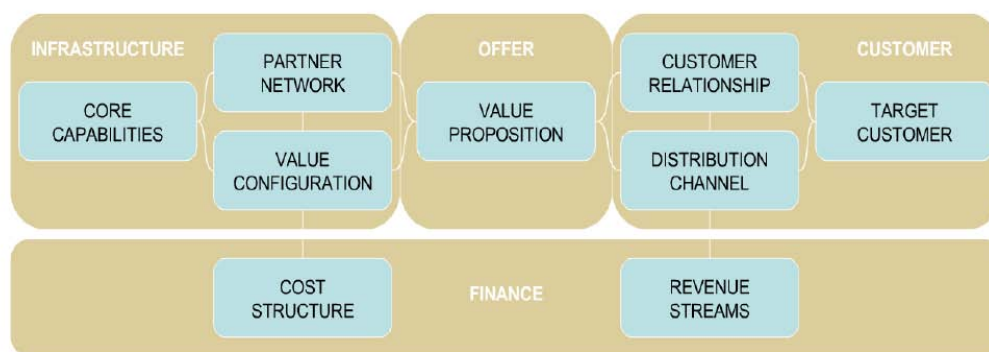 INFRASTRUCTURE
CORE
CAPABILITIES
PARTNER
NETWORK
VALUE
CONFIGURATION
OFFER
VALUE
PROPOSITION
CUSTOMER
CUSTOMER
RELATIONSHIP
DISTRIBUTION
CHANNEL
TARGET
CUSTOMER
COST
STRUCTURE
FINANCE
REVENUE
STREAMS